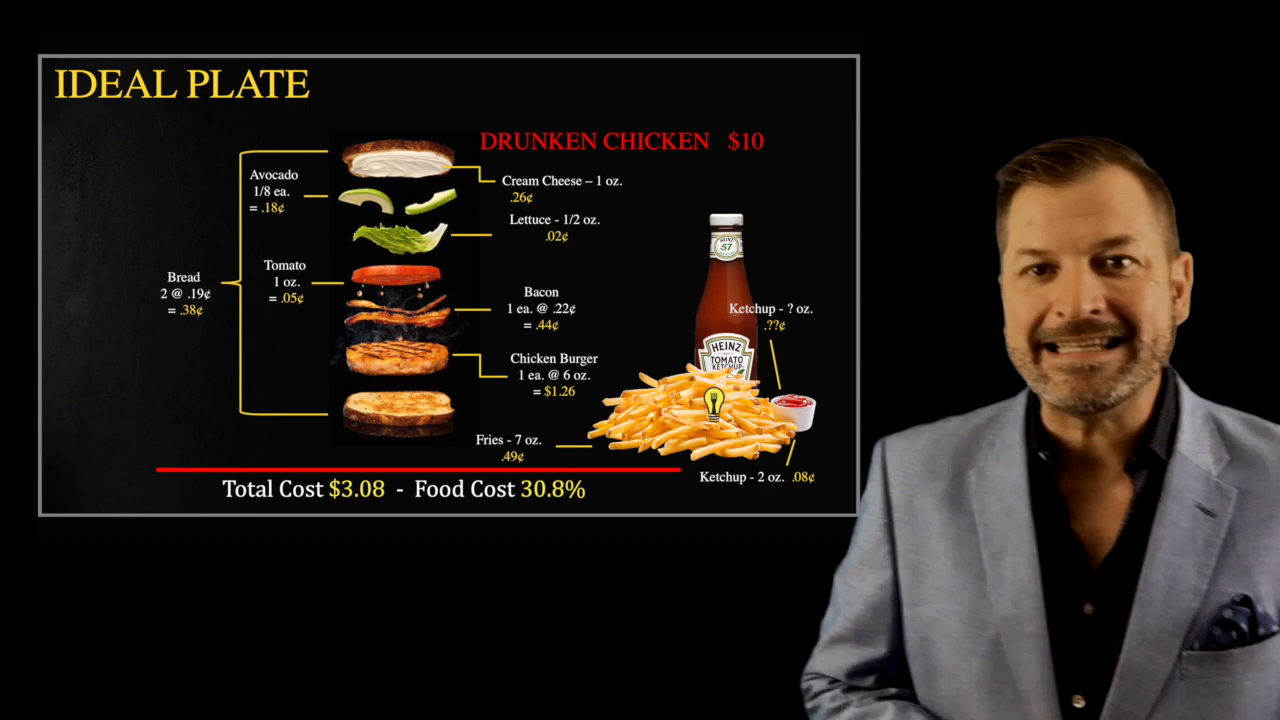 IDEAL PLATE
DRUNKEN CHICKEN $10
Avocado
1/8 ea.
= .18¢
Cream Cheese – 1 oz.
.26¢
Lettuce - 1/2 oz.
.02¢
Tomato
1 oz.
= .05¢
Bread
2 @ .19¢
= .38¢
Bacon
1 ea. @ .22¢
= .44¢
Chicken Burger
1 ea. @ 6 oz.
= $1.26
HEINZ
57
Ketchup - ? oz.
.??¢
HEINZ
TOMATO
KETCHUP
Fries - 7 oz.
.49¢
Ketchup - 2 oz. .08¢
Total Cost $3.08 - Food Cost 30.8%